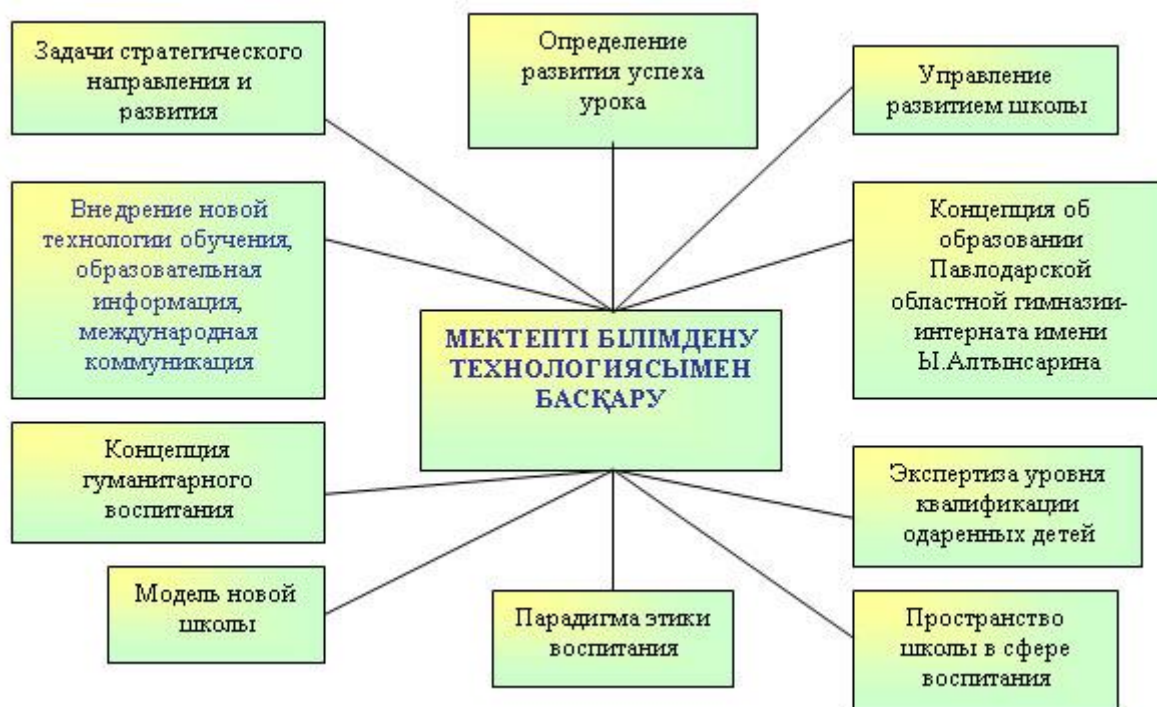 Задачи стратегического
направления и
развития
Определение
развития успеха
урока
Управление
развитием школы
Внедрение новой
технологии обучения,
образовательная
информация,
международная
коммуникация
Концепция об
образовании
Павлодарской
областной гимназии-
интерната имени
Ы.Алтынсарина
МЕКТЕПТІ БІЛІМДЕНУ
ТЕХНОЛОГИЯСЫМЕН
БАСҚАРУ
Концепция
гуманитарного
воспитания
Экспертиза уровня
квалификации
одаренных детей
Модель новой
школы
Парадигма этики
воспитания
Пространство
школы в сфере
воспитания